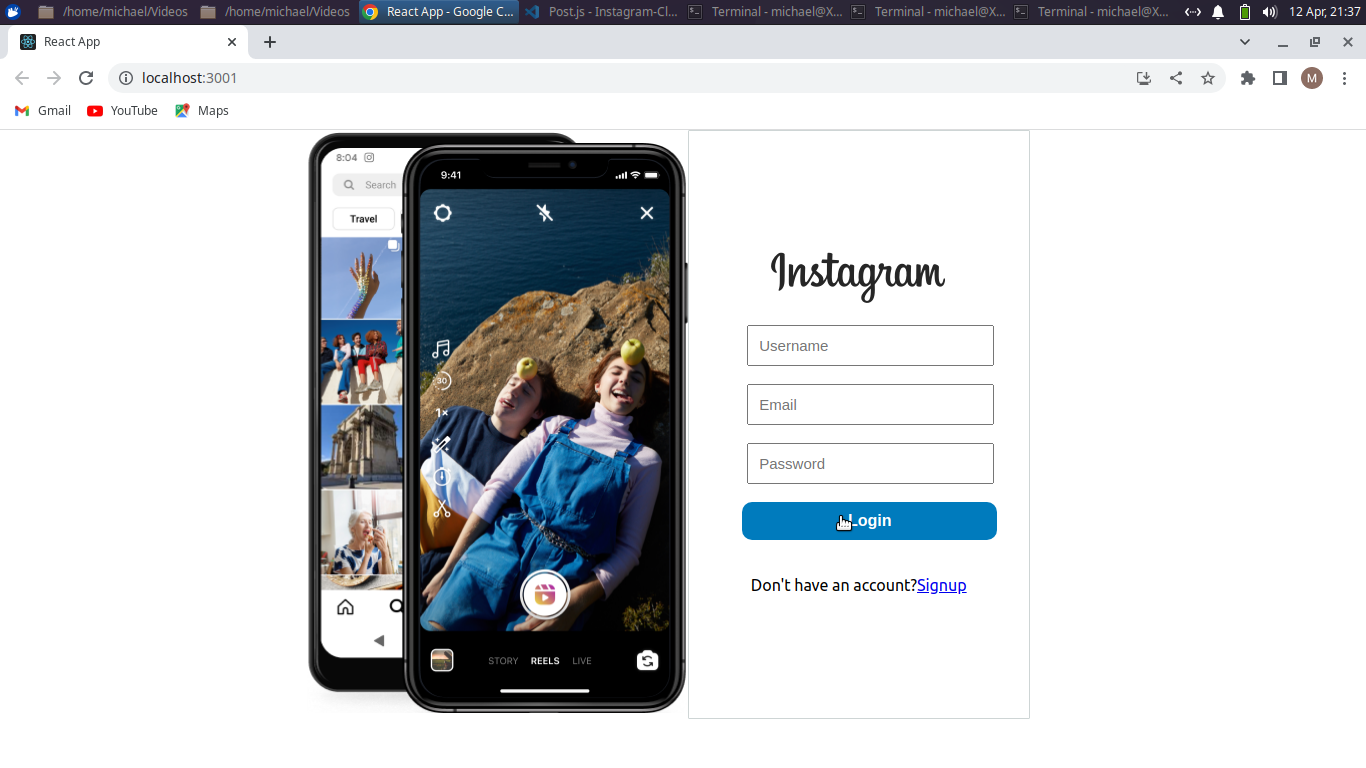 /home/michael/Videos
/home/michael/Videos
React App - Google C...
Post.js - Instagram-Cl...
Terminal - michael@X...
Terminal - michael@X...
Terminal - michael@X...
12 Apr, 21:37
React App
localhost:3001
M
Gmail
YouTube
Maps
8:04
Search
Travel
9:41
30
1×
STORY REELS LIVE
Instagram
Username
Email
Password
Login
Don't have an account?Signup